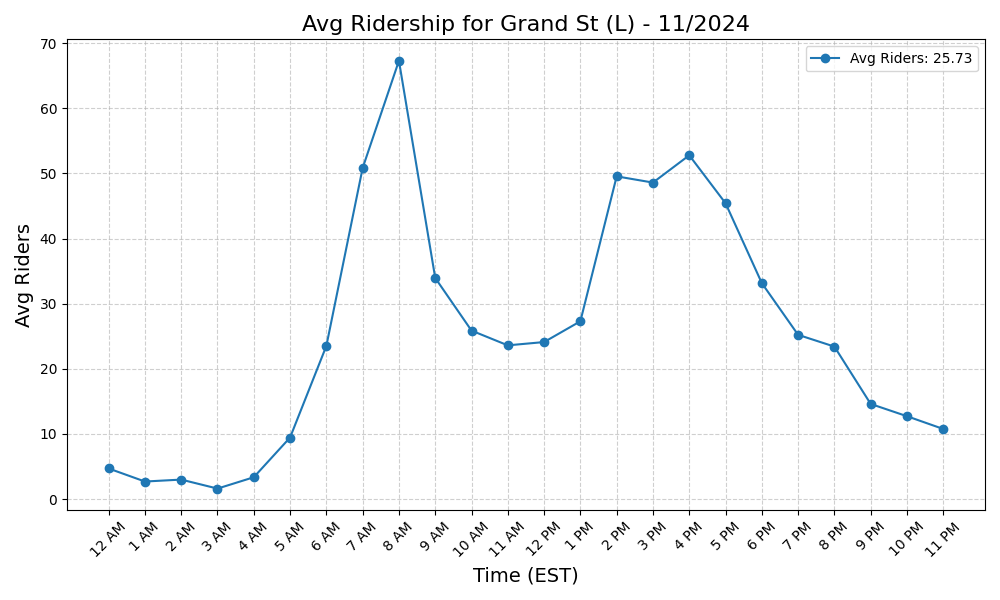 Avg Ridership for Grand St (L) - 11/2024
Avg Riders: 25.73
Avg Riders
70
60
50
40
30
20
10
0
12 AM
1 AM
2 AM
3 AM
4 AM
5 AM
6 AM
7 AM
8 AM
9 AM
10 AM
11 AM
12 PM
1 PM
2 PM
3 PM
4 PM
5 PM
6 PM
7 PM
8 PM
9 PM
10 PM
11 PM
Time (EST)